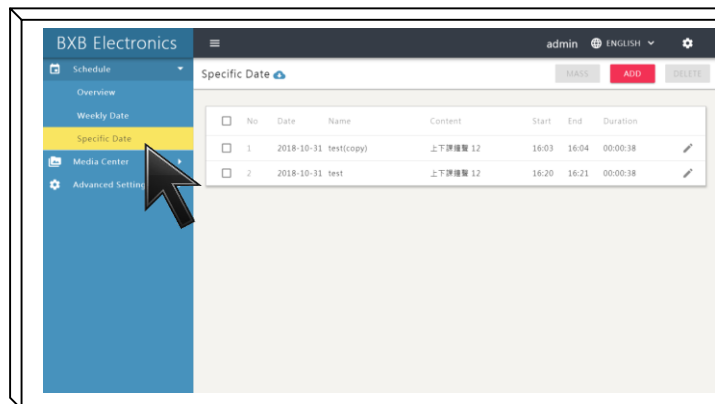 BXB Electronics
admin ENGLISH
Schedule
Specific Date
MASS ADD DELETE
Overview
Weekly Date
Specific Date
Media Center
Advanced Setting
No Date Name Content Start End Duration
1 2018-10-31 test(copy) 上下課鐘聲 12 16:03 16:04 00:00:38
2 2018-10-31 test 上下課鐘聲 12 16:20 16:21 00:00:38